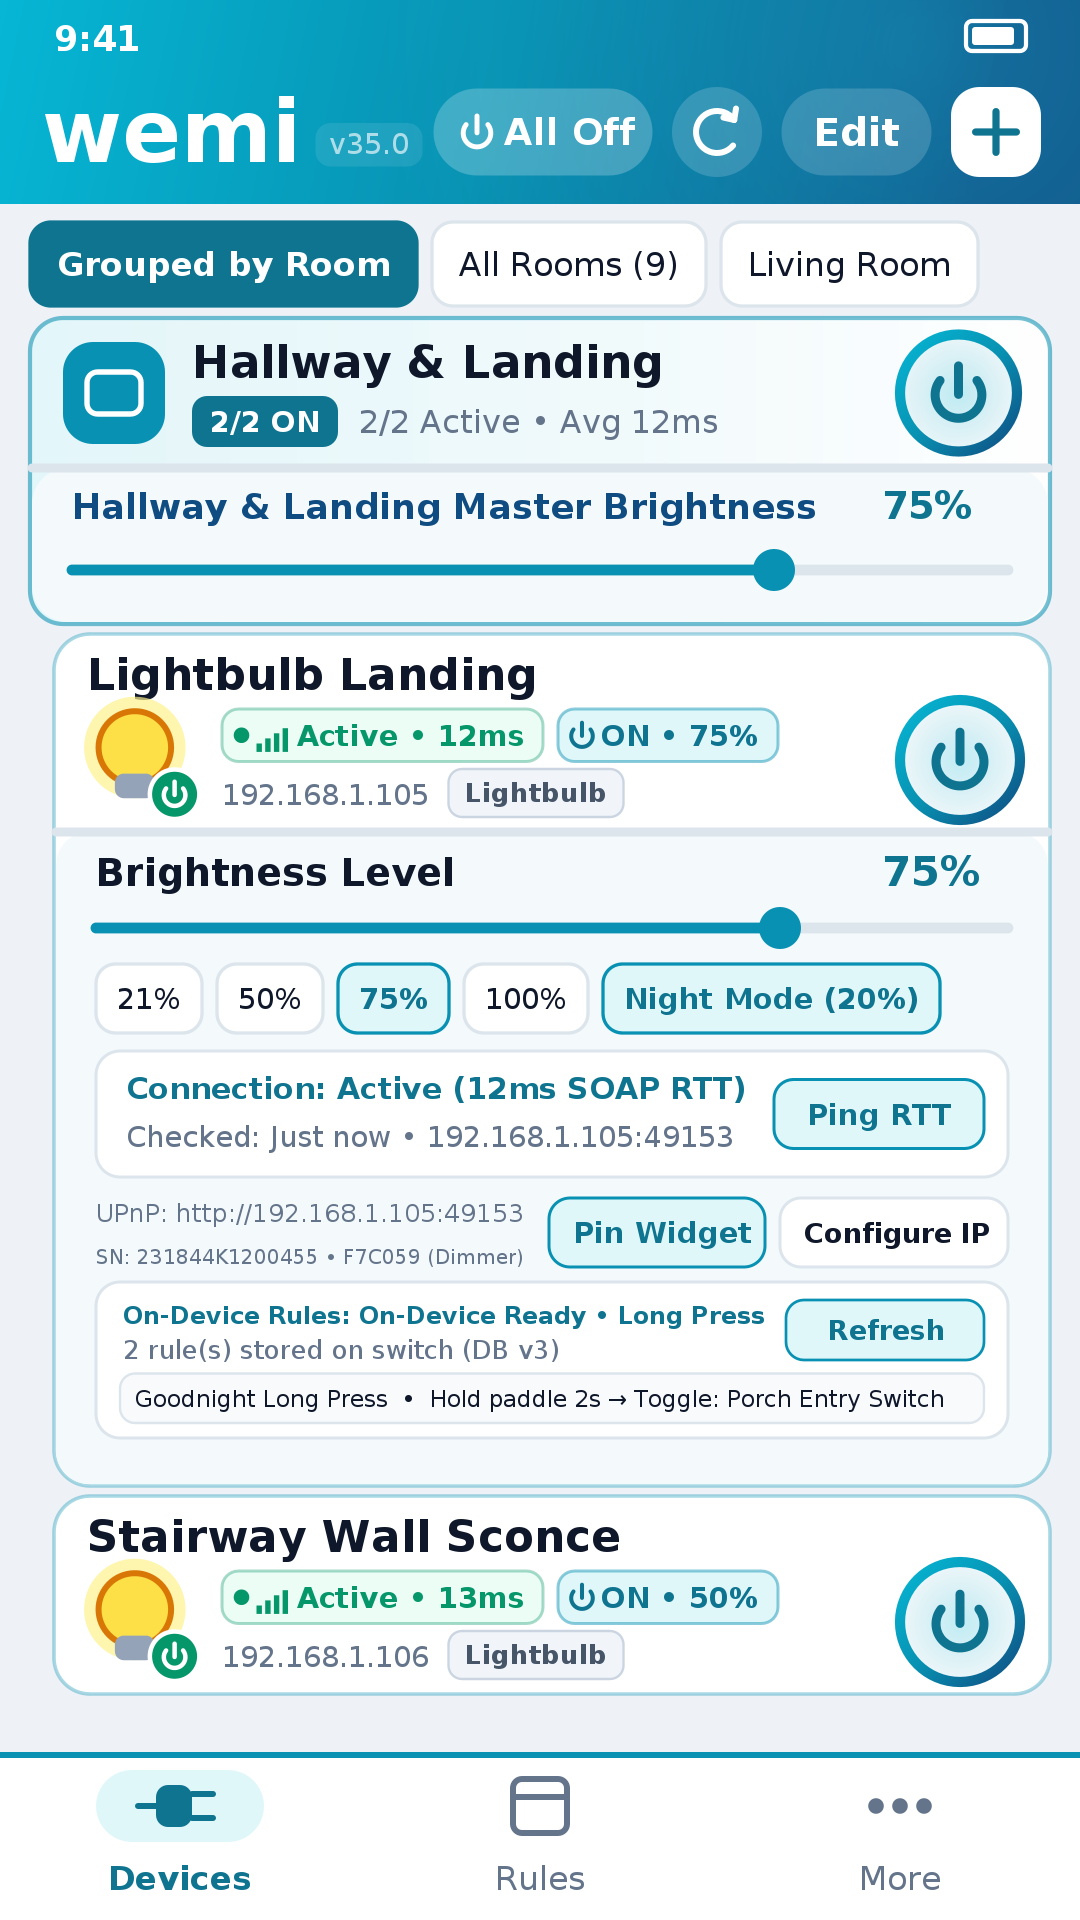 9:41
wemi v35.0 All Off Edit
Grouped by Room All Rooms (9) Living Room
Hallway & Landing
2/2 ON 2/2 Active • Avg 12ms
Hallway & Landing Master Brightness 75%
Lightbulb Landing
Active • 12ms ON • 75%
192.168.1.105 Lightbulb
Brightness Level 75%
21% 50% 75% 100% Night Mode (20%)
Connection: Active (12ms SOAP RTT)
Checked: Just now • 192.168.1.105:49153
Ping RTT
UPnP: http://192.168.1.105:49153
SN: 231844K1200455 • F7C059 (Dimmer)
Pin Widget Configure IP
On-Device Rules: On-Device Ready • Long Press
2 rule(s) stored on switch (DB v3)
Refresh
Goodnight Long Press • Hold paddle 2s → Toggle: Porch Entry Switch
Stairway Wall Sconce
Active • 13ms ON • 50%
192.168.1.106 Lightbulb
Devices Rules More